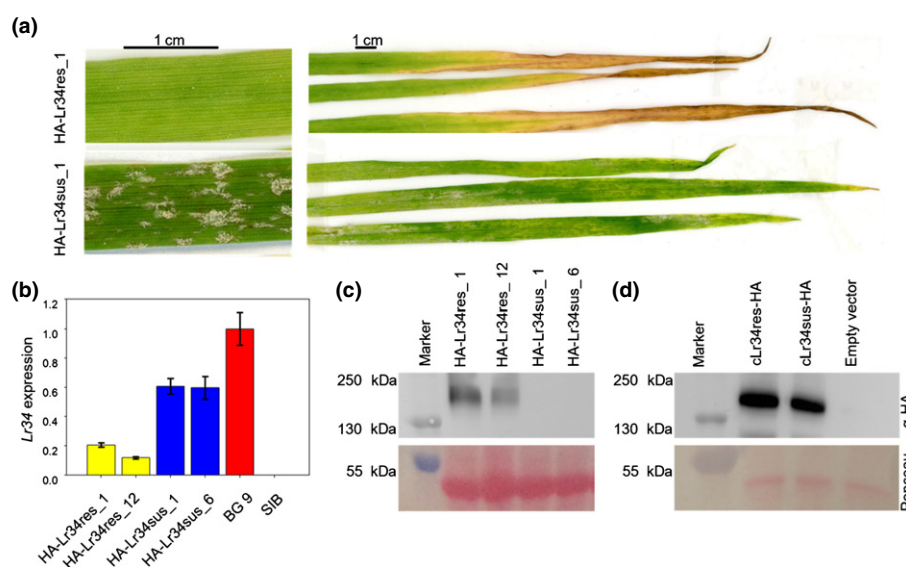 (a)
1 cm
1 cm
HA-Lr34res_1
HA-Lr34sus_1
(b)
Lr34 expression
1.2
1.0
0.8
0.6
0.4
0.2
0.0
HA-Lr34res_1
HA-Lr34res_12
HA-Lr34sus_1
HA-Lr34sus_6
BG 9
SIB
(c)
Marker
HA-Lr34res_1
HA-Lr34res_12
HA-Lr34sus_1
HA-Lr34sus_6
250 kDa
130 kDa
55 kDa
(d)
Marker
cLr34res-HA
cLr34sus-HA
Empty vector
250 kDa
130 kDa
55 kDa